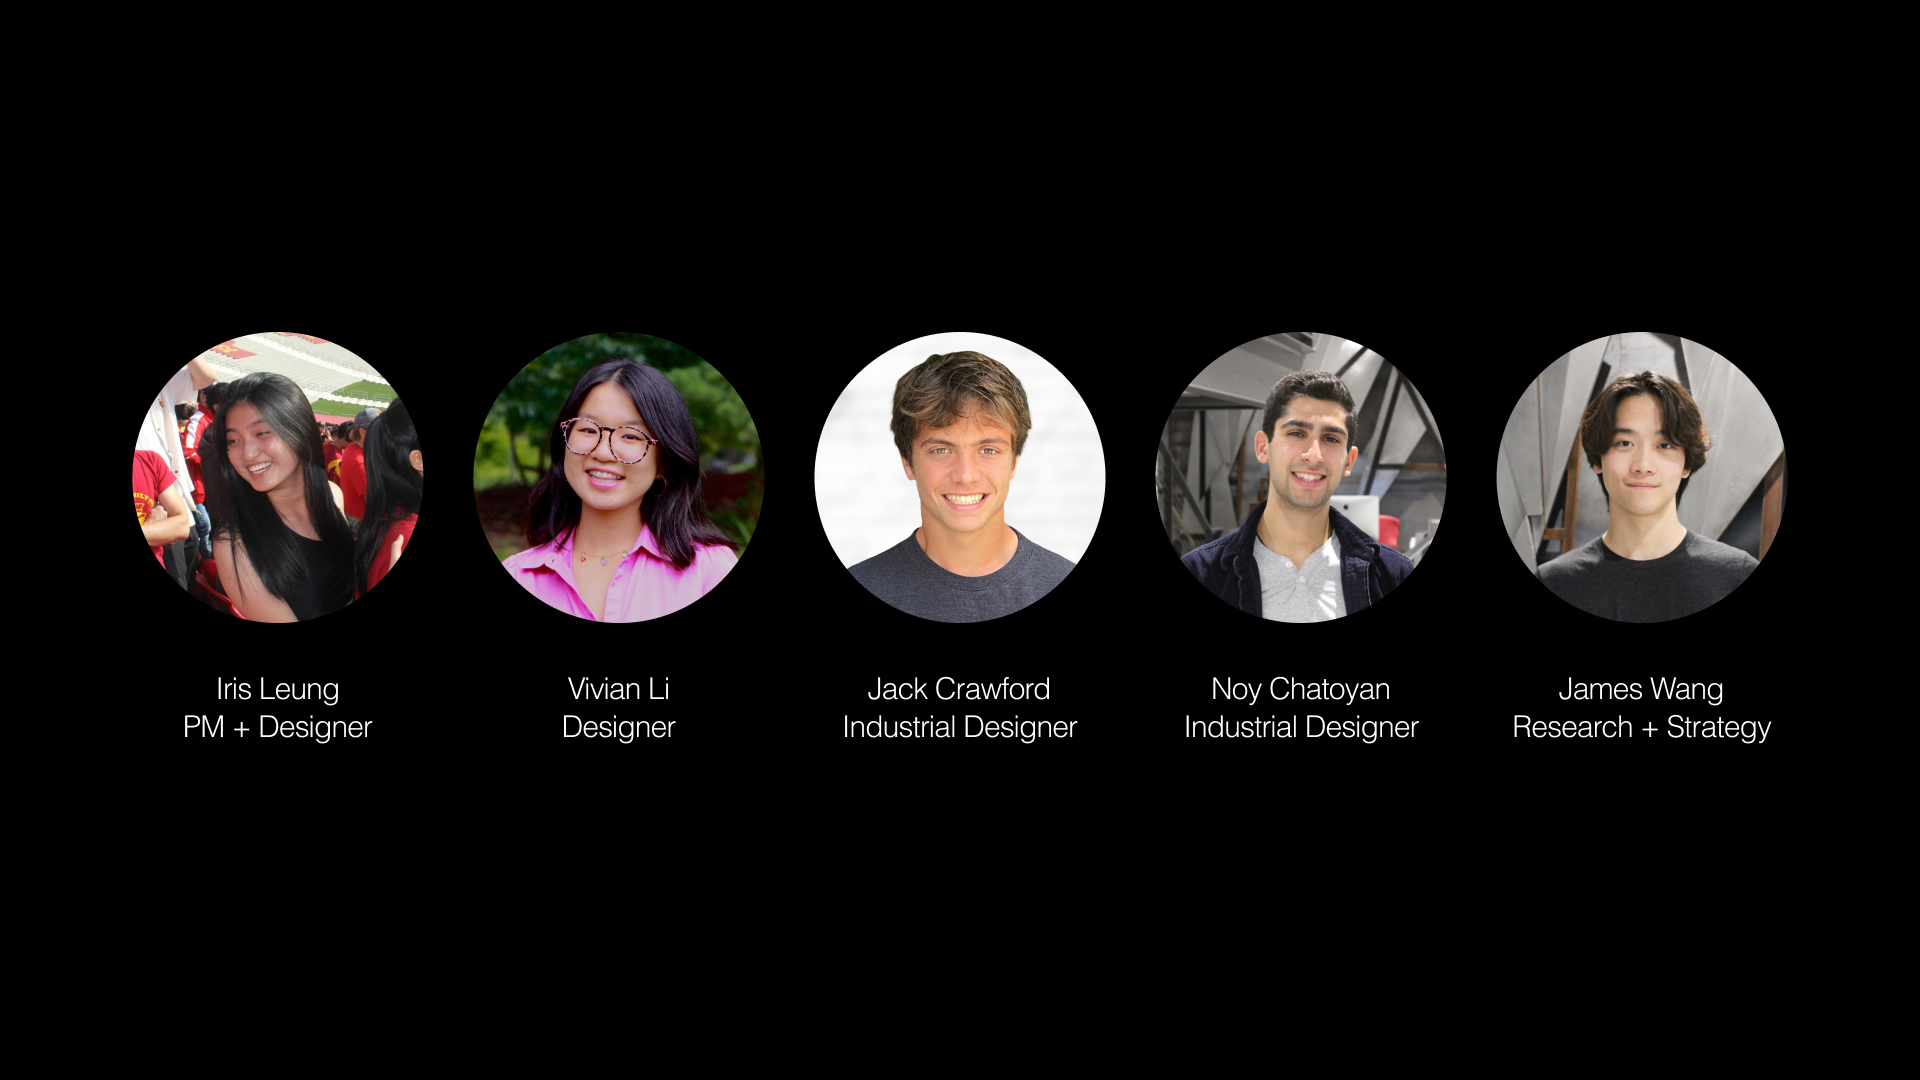 Iris Leung
PM + Designer
Vivian Li
Designer
Jack Crawford
Industrial Designer
Noy Chatoyan
Industrial Designer
James Wang
Research + Strategy